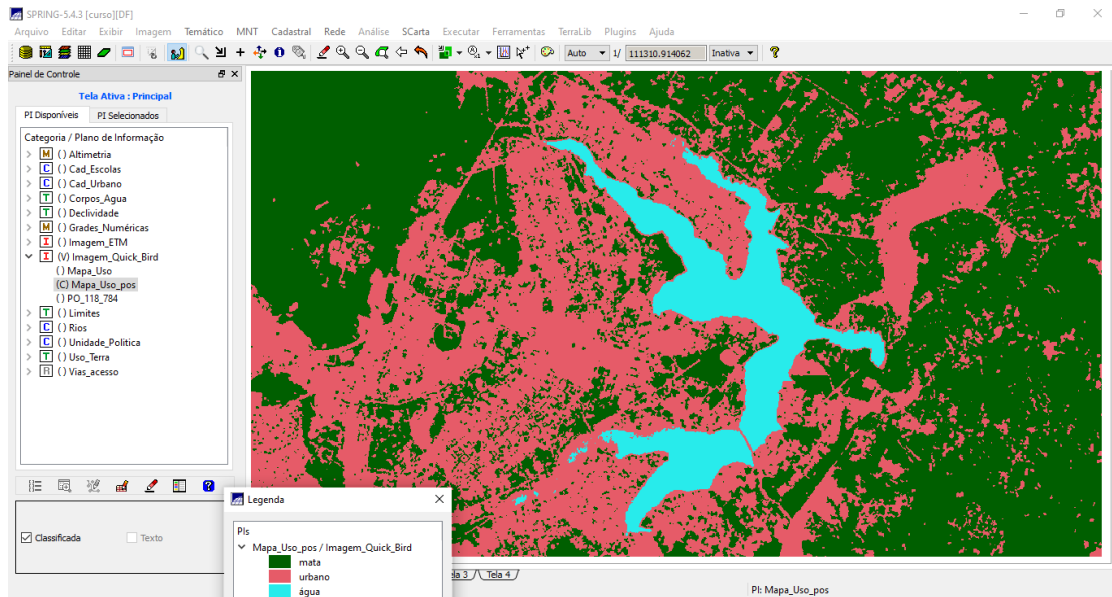 SPRING-5.4.3 [curso][DF]
Arquivo Editar Exibir Imagem Temático MNT Cadastral Rede Análise SCarta Executar Ferramentas TerraLib Plugins Ajuda
Auto 1/ 111310.914062 Inativa
Painel de Controle
Tela Ativa : Principal
PI Disponíveis PI Selecionados
Categoria / Plano de Informação
M ( ) Altimetria
C ( ) Cad_Escolas
C ( ) Cad_Urbano
T ( ) Corpos_Agua
T ( ) Declividade
M ( ) Grades_Numéricas
I ( ) Imagem_ETM
I (V) Imagem_Quick_Bird
( ) Mapa_Uso
(C) Mapa_Uso_pos
( ) PO_118_784
T ( ) Limites
C ( ) Rios
C ( ) Unidade_Politica
T ( ) Uso_Terra
R ( ) Vias_acesso
Classificada Texto
Legenda
PIs
Mapa_Uso_pos / Imagem_Quick_Bird
mata
urbano
água
ela 3 Tela 4
PI: Mapa_Uso_pos